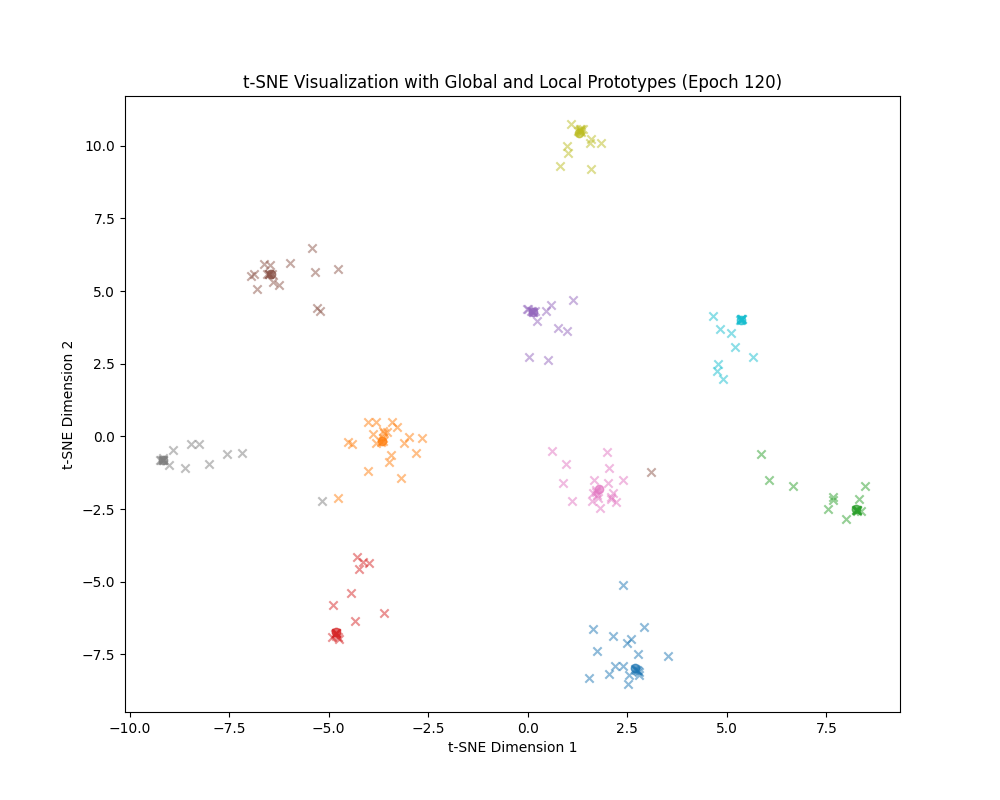 t-SNE Visualization with Global and Local Prototypes (Epoch 120)
10.0
7.5
5.0
2.5
0.0
−2.5
−5.0
−7.5
t-SNE Dimension 2
−10.0 −7.5 −5.0 −2.5 0.0 2.5 5.0 7.5
t-SNE Dimension 1